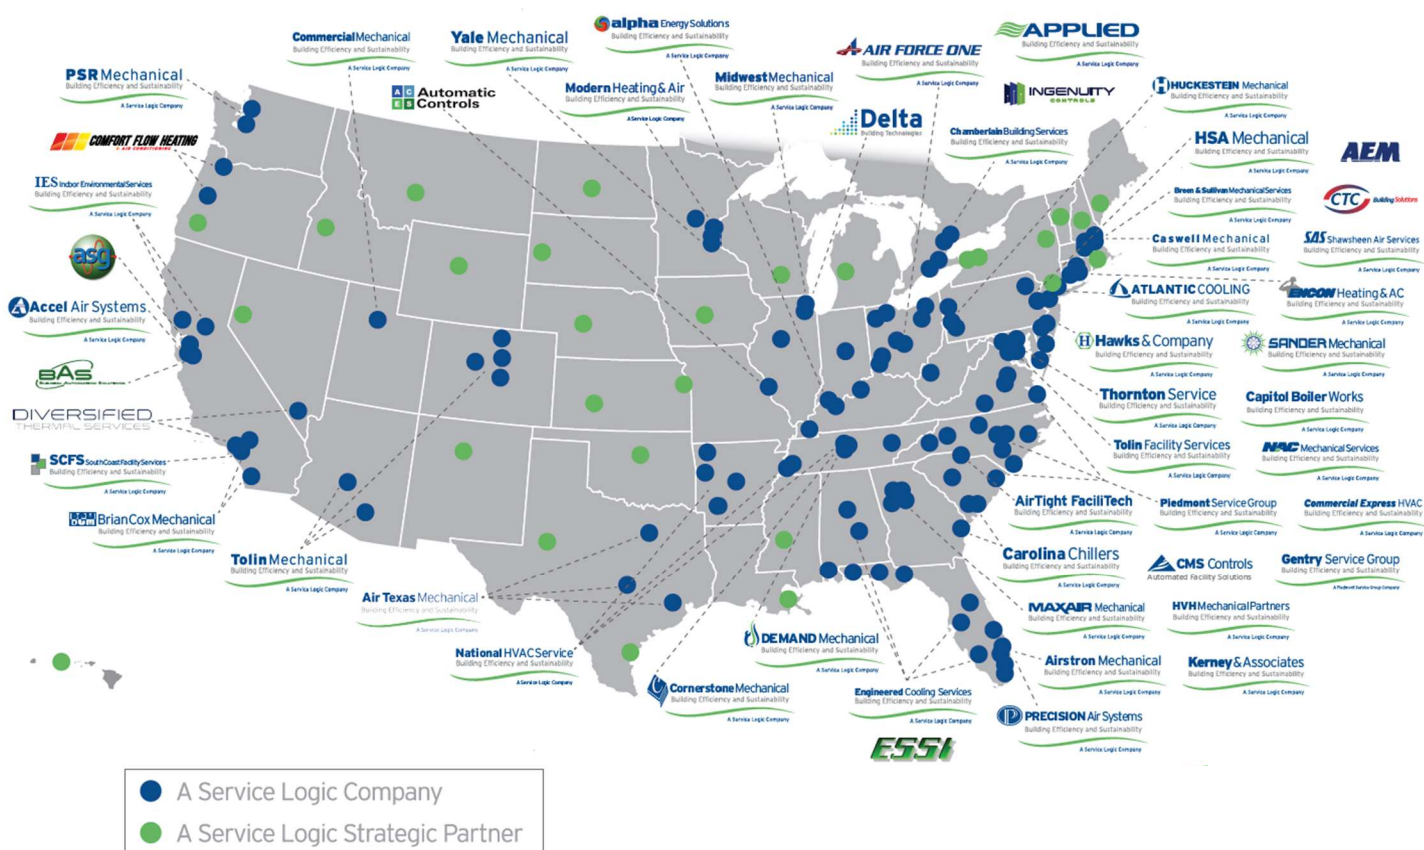 PSR Mechanical
Building Efficiency and Sustainability
A Service Logic Company
COMFORT FLOW HEATING
& AIR CONDITIONING
IES Indoor Environmental Services
Building Efficiency and Sustainability
A Service Logic Company
asg
Accel Air Systems
Building Efficiency and Sustainability
A Service Logic Company
BAS
DIVERSIFIED
THERMAL SERVICES
SCFS South Coast Facility Services
Building Efficiency and Sustainability
A Service Logic Company
Brian Cox Mechanical
Building Efficiency and Sustainability
A Service Logic Company
Commercial Mechanical
Building Efficiency and Sustainability
A Service Logic Company
AC
ES
Automatic
Controls
Yale Mechanical
Building Efficiency and Sustainability
A Service Logic Company
alpha Energy Solutions
Building Efficiency and Sustainability
A Service Logic Company
Modern Heating & Air
Building Efficiency and Sustainability
A Service Logic Company
Midwest Mechanical
Building Efficiency and Sustainability
A Service Logic Company
AIR FORCE ONE
Building Efficiency and Sustainability
A Service Logic Company
Delta
Building Technologies
APPLIED
Building Efficiency and Sustainability
A Service Logic Company
INGENUITY
CONTROLS
Chamberlain Building Services
Building Efficiency and Sustainability
A Service Logic Company
HUCKESTEIN Mechanical
Building Efficiency and Sustainability
A Service Logic Company
HSA Mechanical
Building Efficiency and Sustainability
A Service Logic Company
AEM
Breen & Sullivan Mechanical Services
Building Efficiency and Sustainability
A Service Logic Company
CTC Building Solutions
Caswell Mechanical
Building Efficiency and Sustainability
A Service Logic Company
SAS Shawsheen Air Services
Building Efficiency and Sustainability
A Service Logic Company
ATLANTIC COOLING
Building Efficiency and Sustainability
A Service Logic Company
ENCON Heating & AC
Building Efficiency and Sustainability
A Service Logic Company
H Hawks & Company
Building Efficiency and Sustainability
A Service Logic Company
SANDER Mechanical
Building Efficiency and Sustainability
A Service Logic Company
Thornton Service
Building Efficiency and Sustainability
A Service Logic Company
Capitol Boiler Works
Building Efficiency and Sustainability
A Service Logic Company
Tolin Facility Services
Building Efficiency and Sustainability
A Service Logic Company
NAC Mechanical Services
Building Efficiency and Sustainability
A Service Logic Company
AirTight FaciliTech
Building Efficiency and Sustainability
A Service Logic Company
Piedmont Service Group
Building Efficiency and Sustainability
A Service Logic Company
Commercial Express HVAC
Building Efficiency and Sustainability
A Service Logic Company
Carolina Chillers
Building Efficiency and Sustainability
A Service Logic Company
CMS Controls
Automated Facility Solutions
Gentry Service Group
Building Efficiency and Sustainability
A Piedmont Service Group Company
MAXAIR Mechanical
Building Efficiency and Sustainability
A Service Logic Company
HVH Mechanical Partners
Building Efficiency and Sustainability
A Service Logic Company
Airstron Mechanical
Building Efficiency and Sustainability
A Service Logic Company
Kerney & Associates
Building Efficiency and Sustainability
A Service Logic Company
PRECISION Air Systems
Building Efficiency and Sustainability
A Service Logic Company
Tolin Mechanical
Building Efficiency and Sustainability
A Service Logic Company
Air Texas Mechanical
Building Efficiency and Sustainability
A Service Logic Company
National HVAC Service
Building Efficiency and Sustainability
A Service Logic Company
Cornerstone Mechanical
Building Efficiency and Sustainability
A Service Logic Company
DEMAND Mechanical
Building Efficiency and Sustainability
A Service Logic Company
Engineered Cooling Services
Building Efficiency and Sustainability
A Service Logic Company
ESSI
A Service Logic Company
A Service Logic Strategic Partner